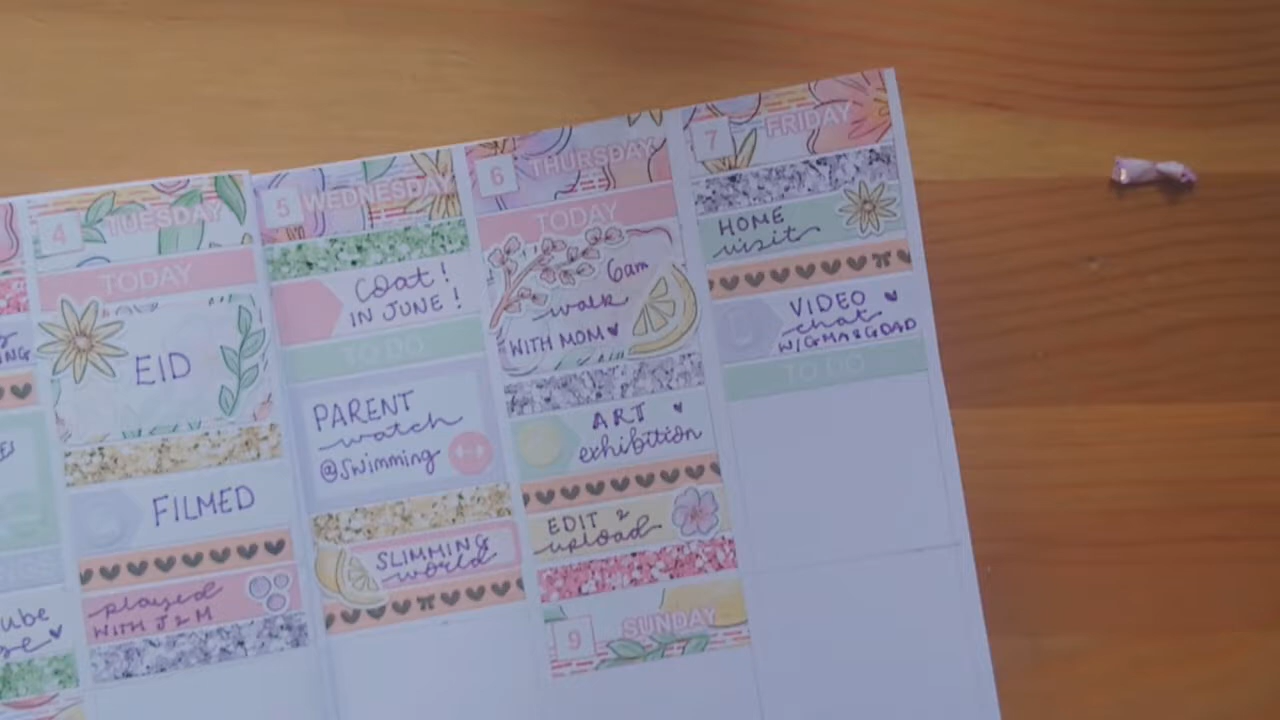 4 TUESDAY
TODAY
EID
FILMED
played
WITH J & M
5 WEDNESDAY
COAT!
IN JUNE!
TO DO
PARENT
watch
@swimming
SLIMMING
world
6 THURSDAY
TODAY
6am
walk
WITH MOM
ART
exhibition
EDIT &
upload
9 SUNDAY
7 FRIDAY
HOME
visit
VIDEO
chat
W/GMA&GDAD
TO DO